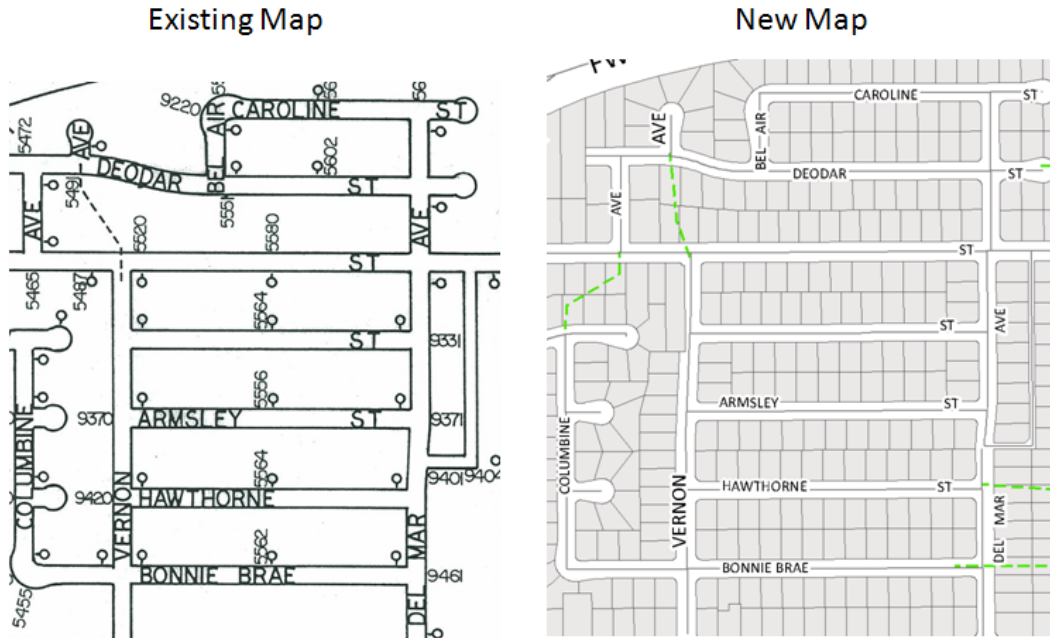 Existing Map
New Map
9220
BEL AIR
CAROLINE ST
56
56
5472
AVE
DEODAR ST
5602
5491
5551
AVE
AVE
5520
5580
ST
5465
5487
5564
ST
9331
5556
COLUMBINE
9370
ARMSLEY ST
9371
5564
9401
9404
9420
HAWTHORNE
VERNON
5562
DEL MAR
BONNIE BRAE
9461
5455
FW
AVE
BEL AIR
CAROLINE ST
DEODAR ST
AVE
ST
ST
AVE
ARMSLEY ST
COLUMBINE
VERNON
HAWTHORNE ST
DEL MAR
BONNIE BRAE